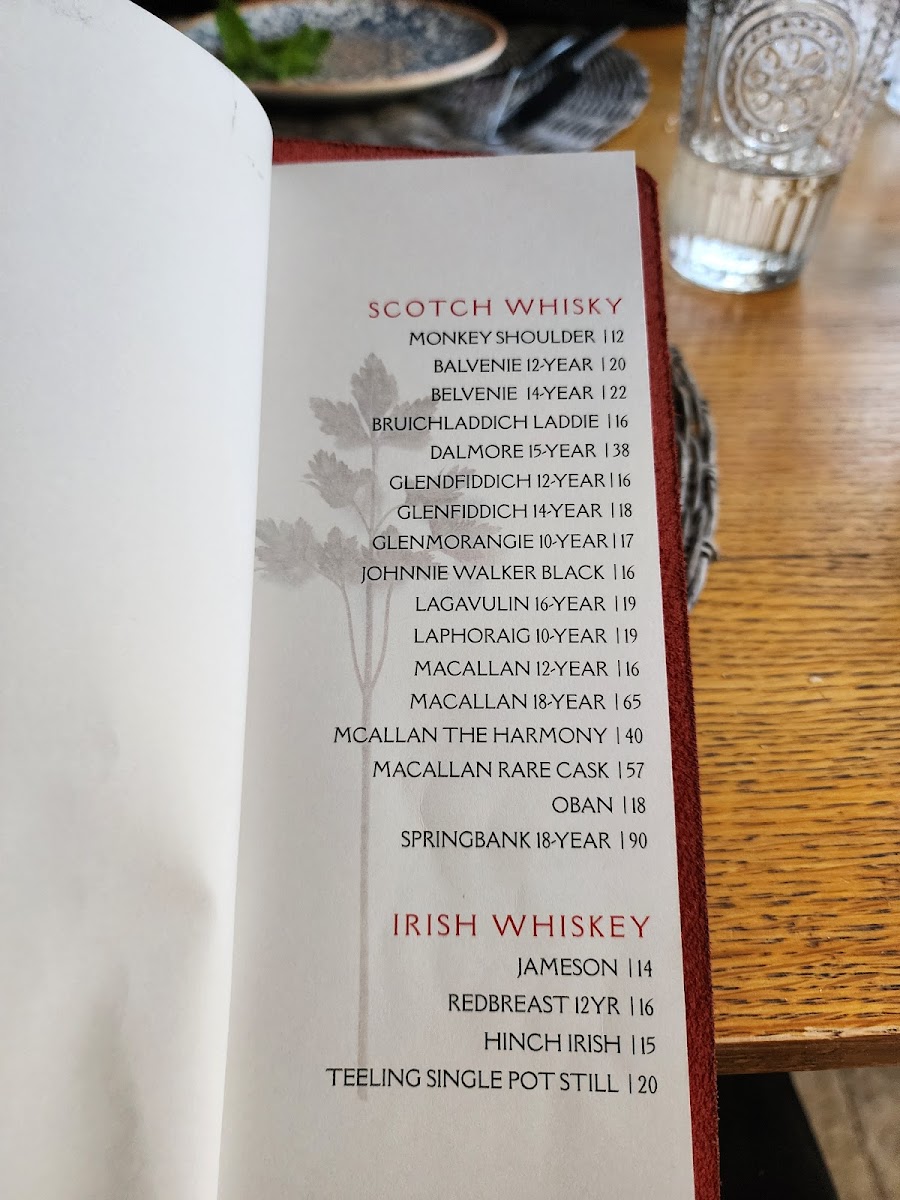 SCOTCH WHISKY
MONKEY SHOULDER | 12
BALVENIE 12-YEAR | 20
BELVENIE 14-YEAR | 22
BRUICHLADDICH LADDIE | 16
DALMORE 15-YEAR | 38
GLENDFIDDICH 12-YEAR | 16
GLENFIDDICH 14-YEAR | 18
GLENMORANGIE 10-YEAR | 17
JOHNNIE WALKER BLACK | 16
LAGAVULIN 16-YEAR | 19
LAPHORAIG 10-YEAR | 19
MACALLAN 12-YEAR | 16
MACALLAN 18-YEAR | 65
MCALLAN THE HARMONY | 40
MACALLAN RARE CASK | 57
OBAN | 18
SPRINGBANK 18-YEAR | 90
IRISH WHISKEY
JAMESON | 14
REDBREAST 12YR | 16
HINCH IRISH | 15
TEELING SINGLE POT STILL | 20